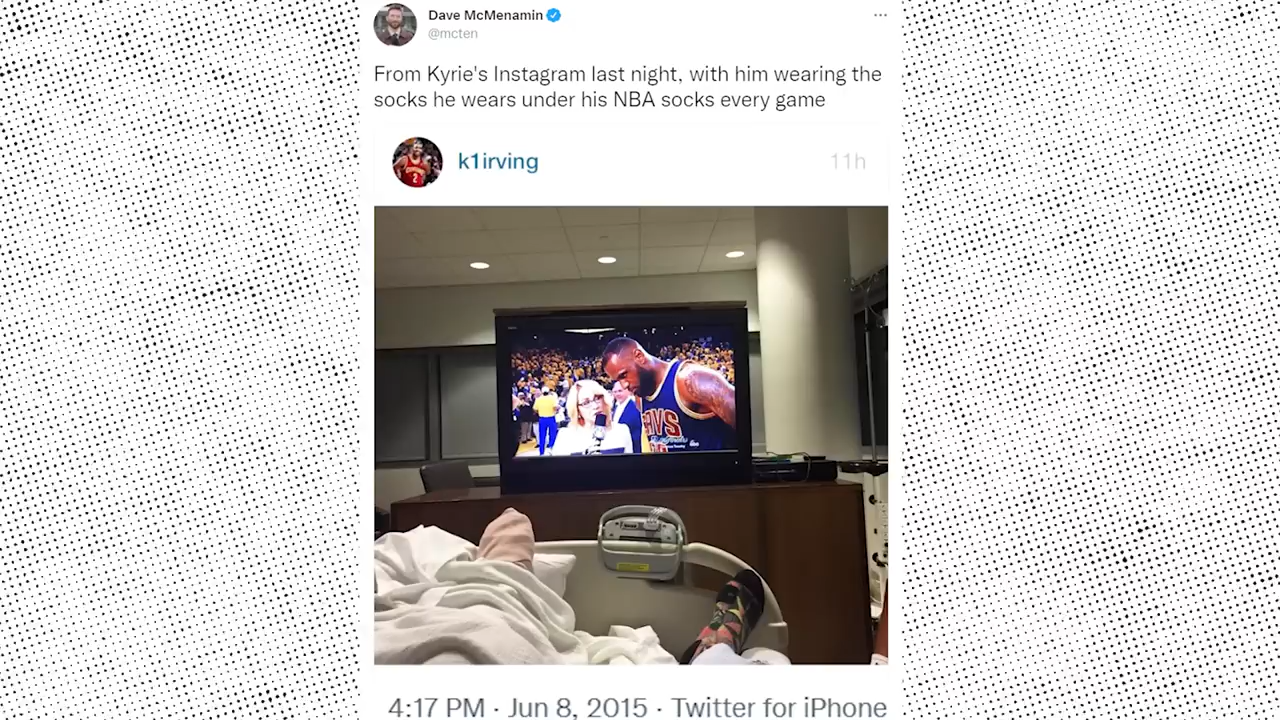 Dave McMenamin
@mcten
From Kyrie's Instagram last night, with him wearing the
socks he wears under his NBA socks every game
k1irving
11h
4:17 PM · Jun 8, 2015 · Twitter for iPhone